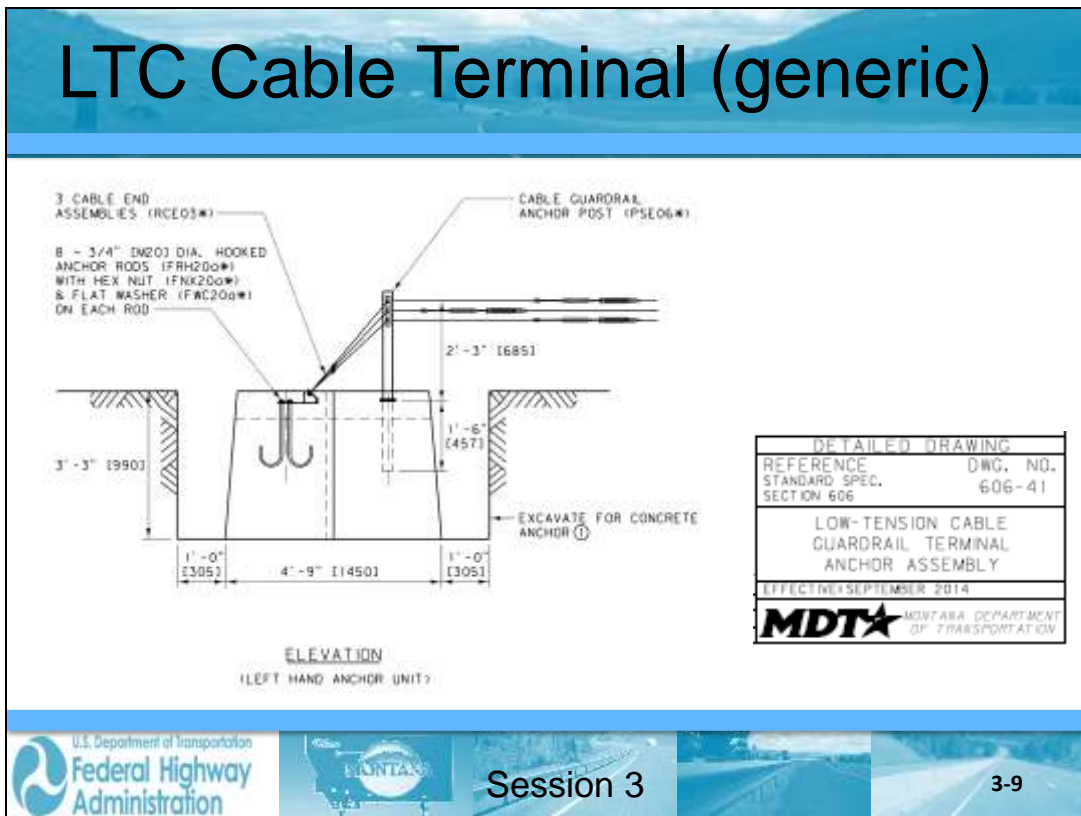 LTC Cable Terminal (generic)
3 CABLE END
ASSEMBLIES (RCE03*)
CABLE GUARDRAIL
ANCHOR POST (PSE06*)
8 - 3/4" [M20] DIA. HOOKED
ANCHOR RODS (FRH20a*)
WITH HEX NUT (FNX20a*)
& FLAT WASHER (FWC20a*)
ON EACH ROD
2'-3" [685]
1'-6"
[457]
3'-3" [990]
EXCAVATE FOR CONCRETE
ANCHOR ①
1'-0"
[305]
4'-9" [1450]
1'-0"
[305]
ELEVATION
(LEFT HAND ANCHOR UNIT)
DETAILED DRAWING
REFERENCE DWG. NO.
STANDARD SPEC. 606-41
SECTION 606
LOW-TENSION CABLE
GUARDRAIL TERMINAL
ANCHOR ASSEMBLY
EFFECTIVE: SEPTEMBER 2014
MDT MONTANA DEPARTMENT
OF TRANSPORTATION
U.S. Department of Transportation
Federal Highway
Administration
MONTANA
Session 3
3-9